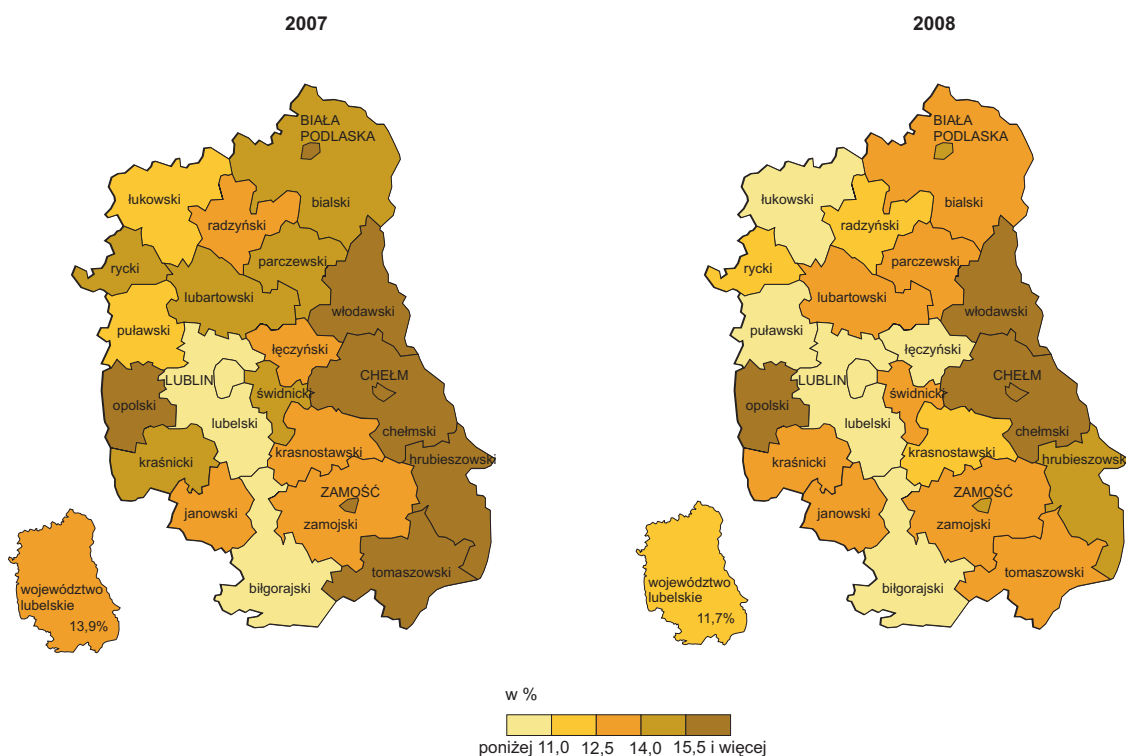 2007
BIAŁA
PODLASKA
łukowski
bialski
radzyński
rycki
parczewski
lubartowski
włodawski
puławski
łęczyński
LUBLIN
CHEŁM
opolski
świdnicki
lubelski
chełmski
kraśnicki
krasnostawski
hrubieszowski
ZAMOŚĆ
janowski
zamojski
tomaszowski
biłgorajski
województwo
lubelskie
13,9%
2008
BIAŁA
PODLASKA
łukowski
bialski
radzyński
rycki
parczewski
lubartowski
włodawski
puławski
łęczyński
LUBLIN
CHEŁM
opolski
świdnicki
lubelski
chełmski
kraśnicki
krasnostawski
hrubieszowski
ZAMOŚĆ
janowski
zamojski
tomaszowski
biłgorajski
województwo
lubelskie
11,7%
w %
poniżej 11,0 12,5 14,0 15,5 i więcej